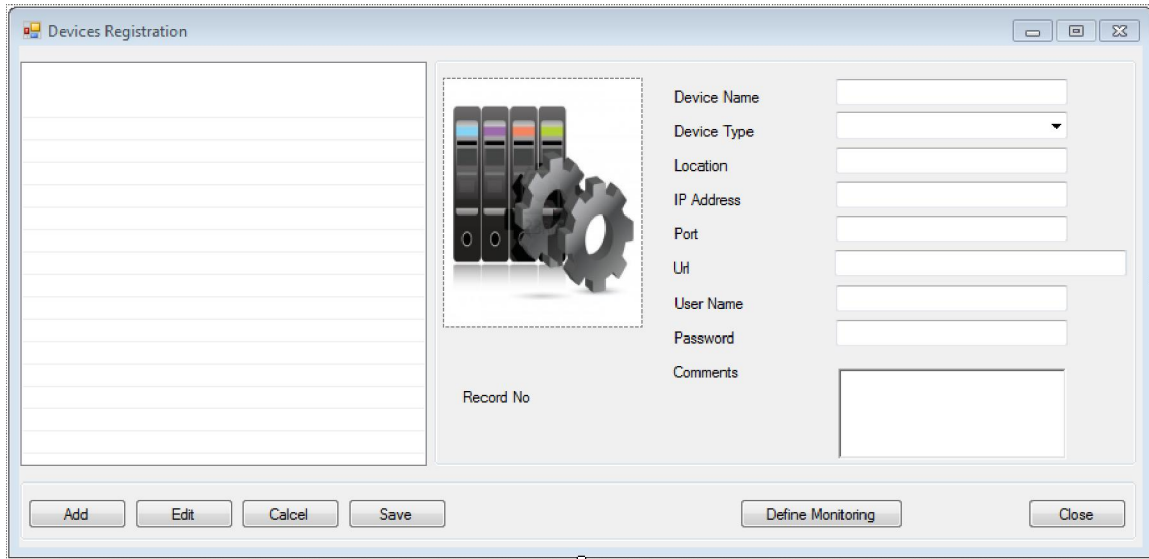 Devices Registration
Device Name
Device Type
Location
IP Address
Port
Url
User Name
Password
Comments
Record No
Add
Edit
Calcel
Save
Define Monitoring
Close